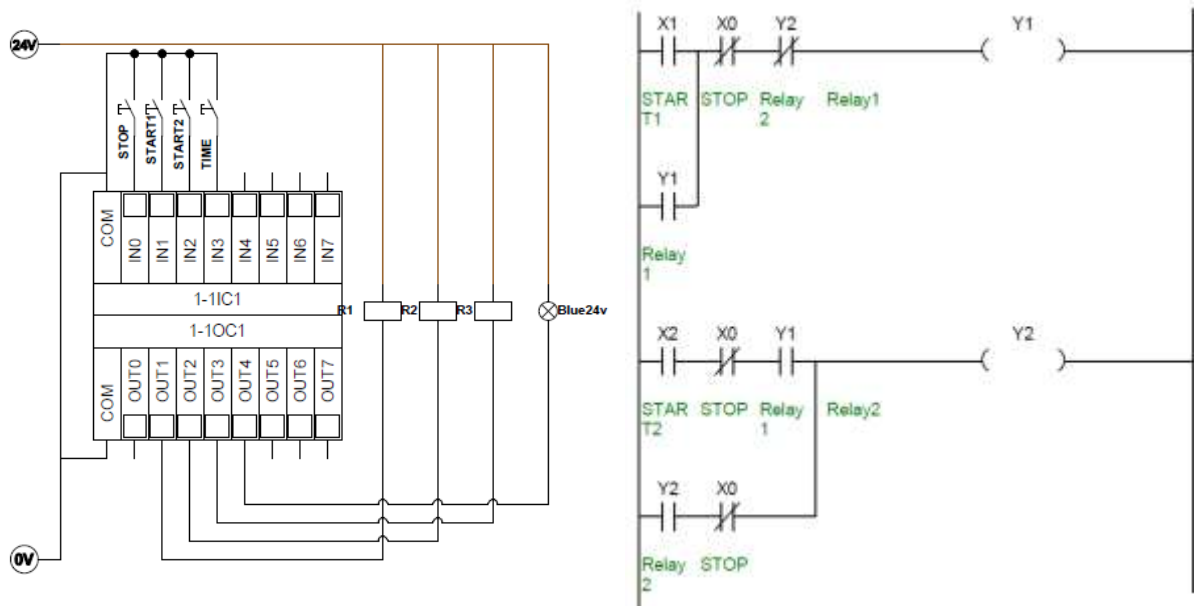 24V
STOP
START1
START2
TIME
COM
IN0
IN1
IN2
IN3
IN4
IN5
IN6
IN7
1-1IC1
1-1OC1
COM
OUT0
OUT1
OUT2
OUT3
OUT4
OUT5
OUT6
OUT7
R1
R2
R3
Blue24v
0V
X1 X0 Y2 Y1
STAR STOP Relay Relay1
T1 2
Y1
Relay
1
X2 X0 Y1 Y2
STAR STOP Relay Relay2
T2 1
Y2 X0
Relay STOP
2